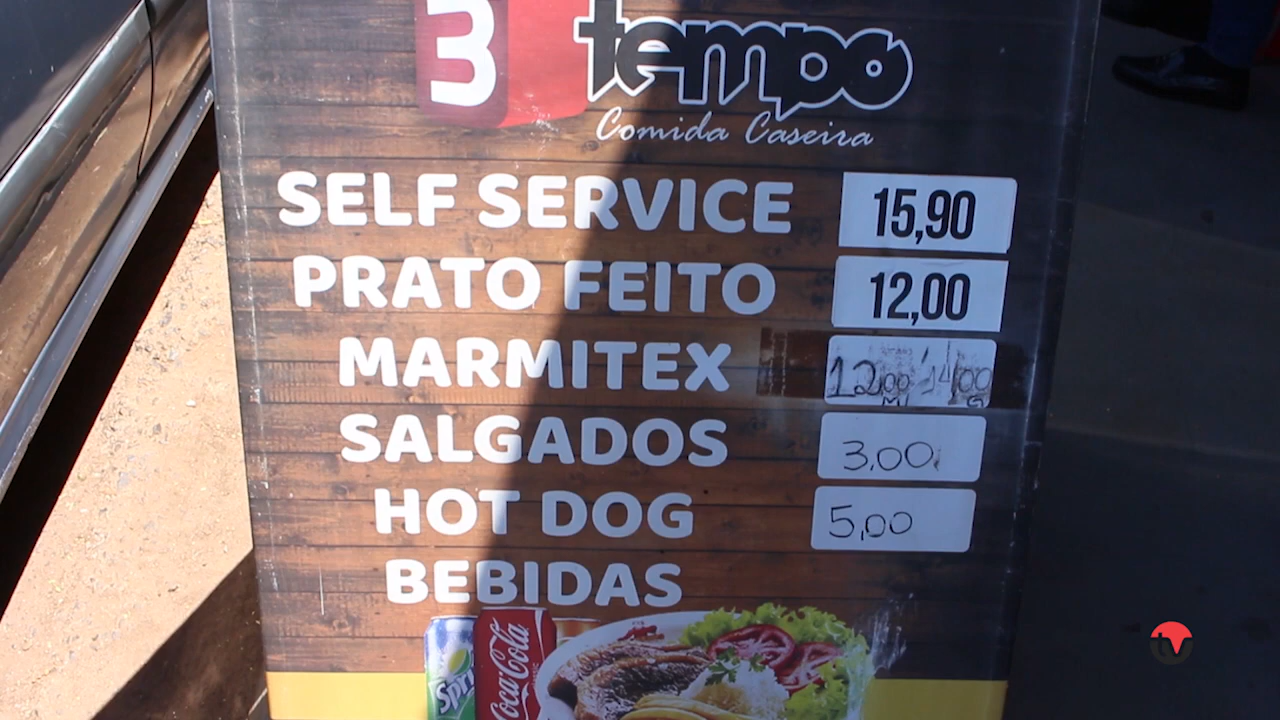 3 tempo
Comida Caseira
SELF SERVICE 15,90
PRATO FEITO 12,00
MARMITEX 12,00 14,00
SALGADOS 3,00
HOT DOG 5,00
BEBIDAS
Coca-Cola
Spri